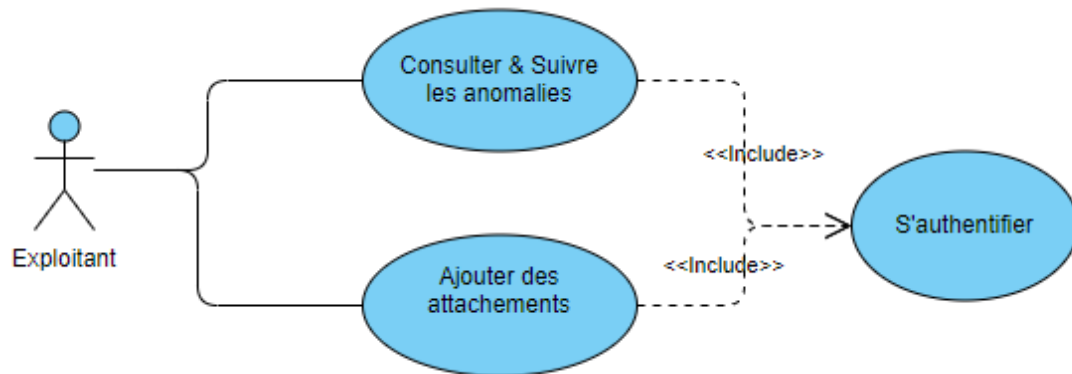 Consulter & Suivre
les anomalies
<<Include>>
S'authentifier
Exploitant
<<Include>>
Ajouter des
attachements